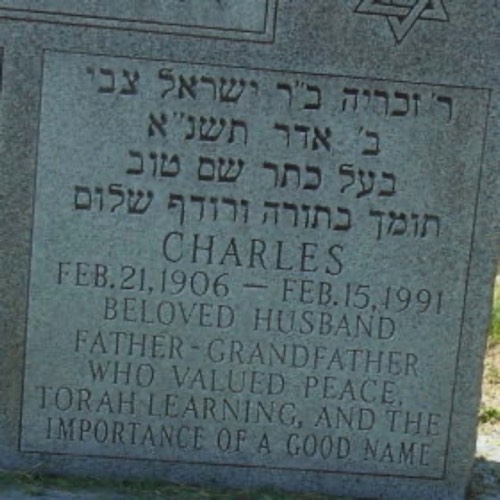 ר' זכריה ב"ר ישראל צבי
ב' אדר תשנ"א
בעל כתר שם טוב
תומך בתורה ורודף שלום
CHARLES
FEB. 21, 1906 — FEB. 15, 1991
BELOVED HUSBAND
FATHER - GRANDFATHER
WHO VALUED PEACE,
TORAH LEARNING, AND THE
IMPORTANCE OF A GOOD NAME